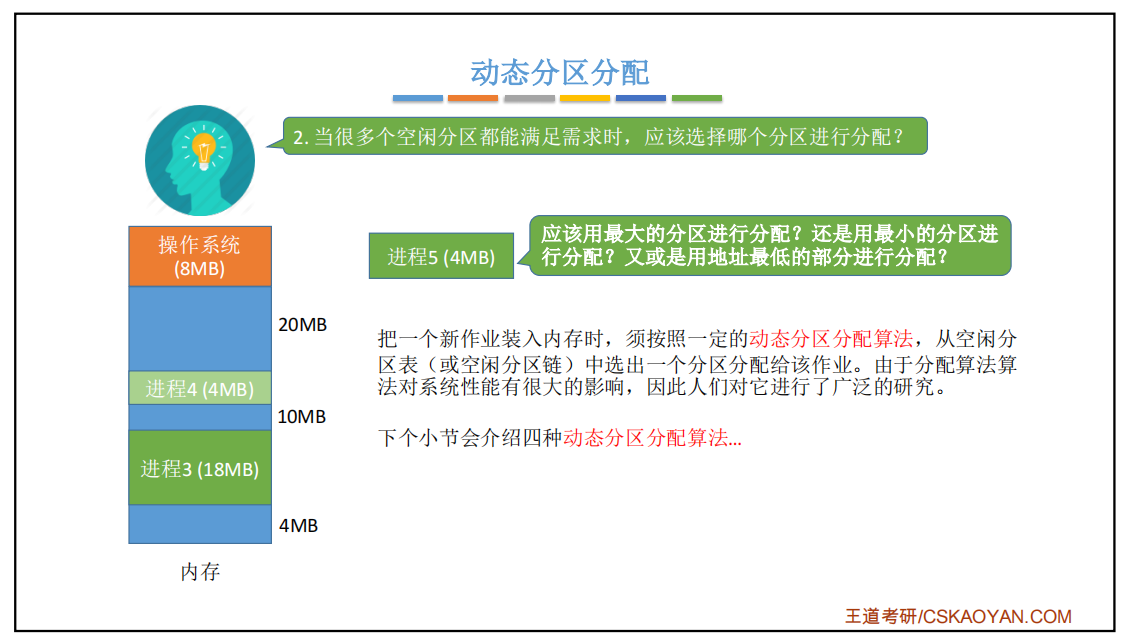 动态分区分配
2. 当很多个空闲分区都能满足需求时，应该选择哪个分区进行分配？
操作系统
(8MB)
20MB
进程4 (4MB)
10MB
进程3 (18MB)
4MB
内存
进程5 (4MB)
应该用最大的分区进行分配？还是用最小的分区进
行分配？又或是用地址最低的部分进行分配？
把一个新作业装入内存时，须按照一定的动态分区分配算法，从空闲分
区表（或空闲分区链）中选出一个分区分配给该作业。由于分配算法算
法对系统性能有很大的影响，因此人们对它进行了广泛的研究。
下个小节会介绍四种动态分区分配算法...
王道考研/CSKAOYAN.COM